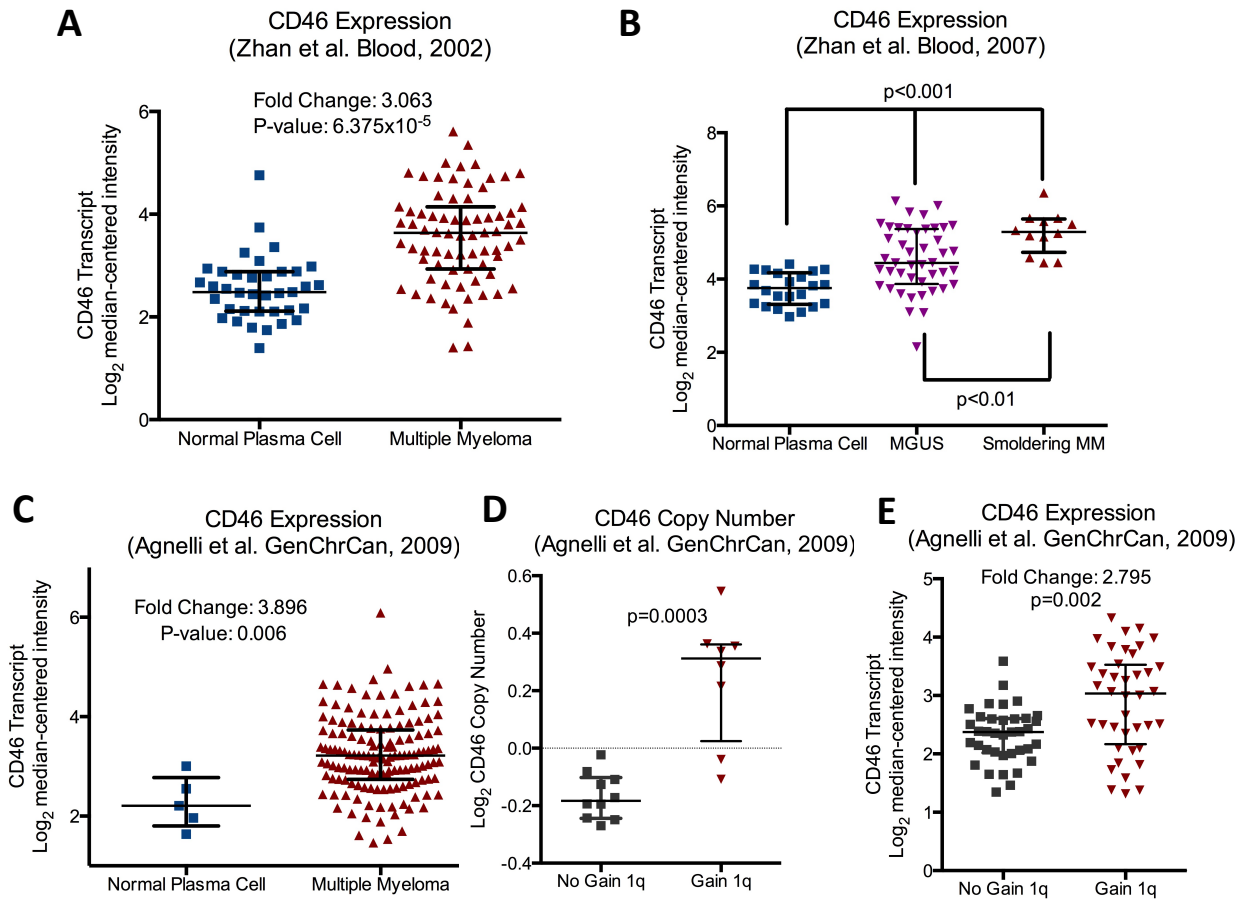 A
CD46 Expression
(Zhan et al. Blood, 2002)
Fold Change: 3.063
P-value: 6.375x10-5
CD46 Transcript
Log2 median-centered intensity
6
4
2
0
Normal Plasma Cell
Multiple Myeloma
B
CD46 Expression
(Zhan et al. Blood, 2007)
p<0.001
CD46 Transcript
Log2 median-centered intensity
8
6
4
2
0
p<0.01
Normal Plasma Cell
MGUS
Smoldering MM
C
CD46 Expression
(Agnelli et al. GenChrCan, 2009)
Fold Change: 3.896
P-value: 0.006
CD46 Transcript
Log2 median-centered intensity
6
4
2
Normal Plasma Cell
Multiple Myeloma
D
CD46 Copy Number
(Agnelli et al. GenChrCan, 2009)
p=0.0003
Log2 CD46 Copy Number
0.6
0.4
0.2
0.0
-0.2
-0.4
No Gain 1q
Gain 1q
E
CD46 Expression
(Agnelli et al. GenChrCan, 2009)
Fold Change: 2.795
p=0.002
CD46 Transcript
Log2 median-centered intensity
5
4
3
2
1
0
No Gain 1q
Gain 1q